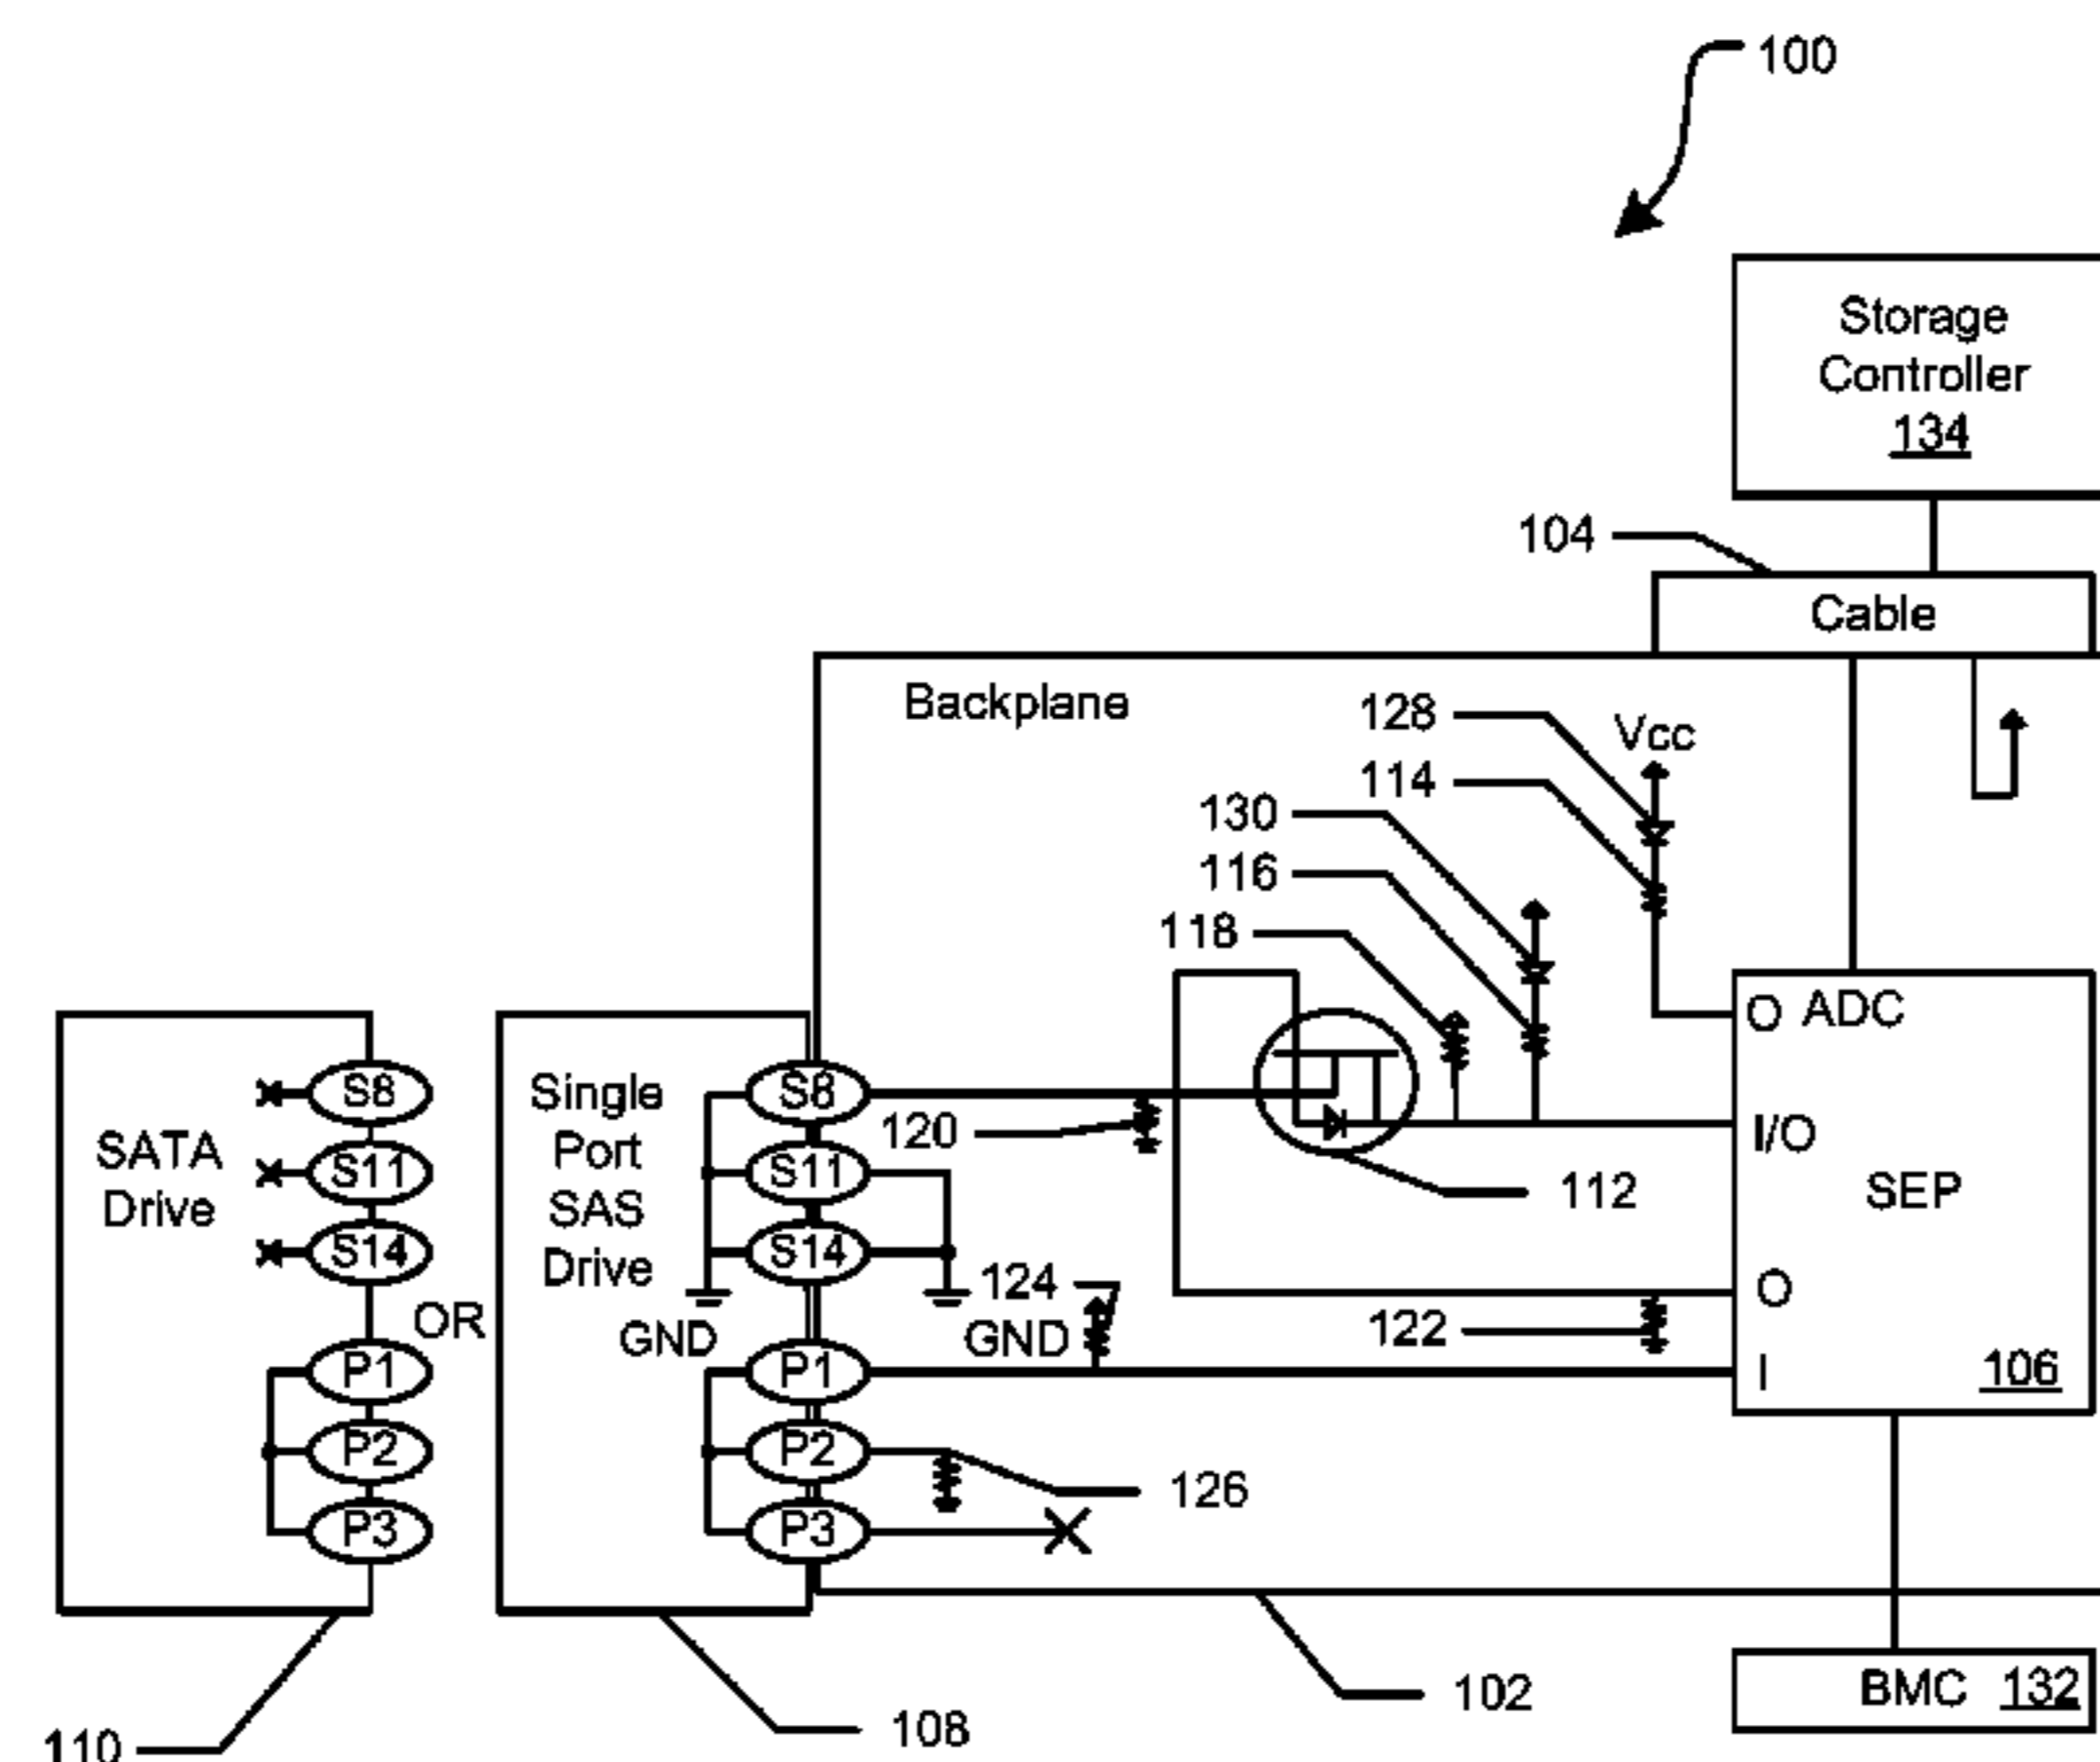 100
Storage
Controller
134
104
Cable
Backplane
128
Vcc
114
130
116
118
O ADC
S8
S11
S14
SATA
Drive
OR
P1
P2
P3
Single
Port
SAS
Drive
S8
S11
S14
GND
P1
P2
P3
120
I/O
112
SEP
124
GND
O
122
I
106
126
102
BMC 132
108
110